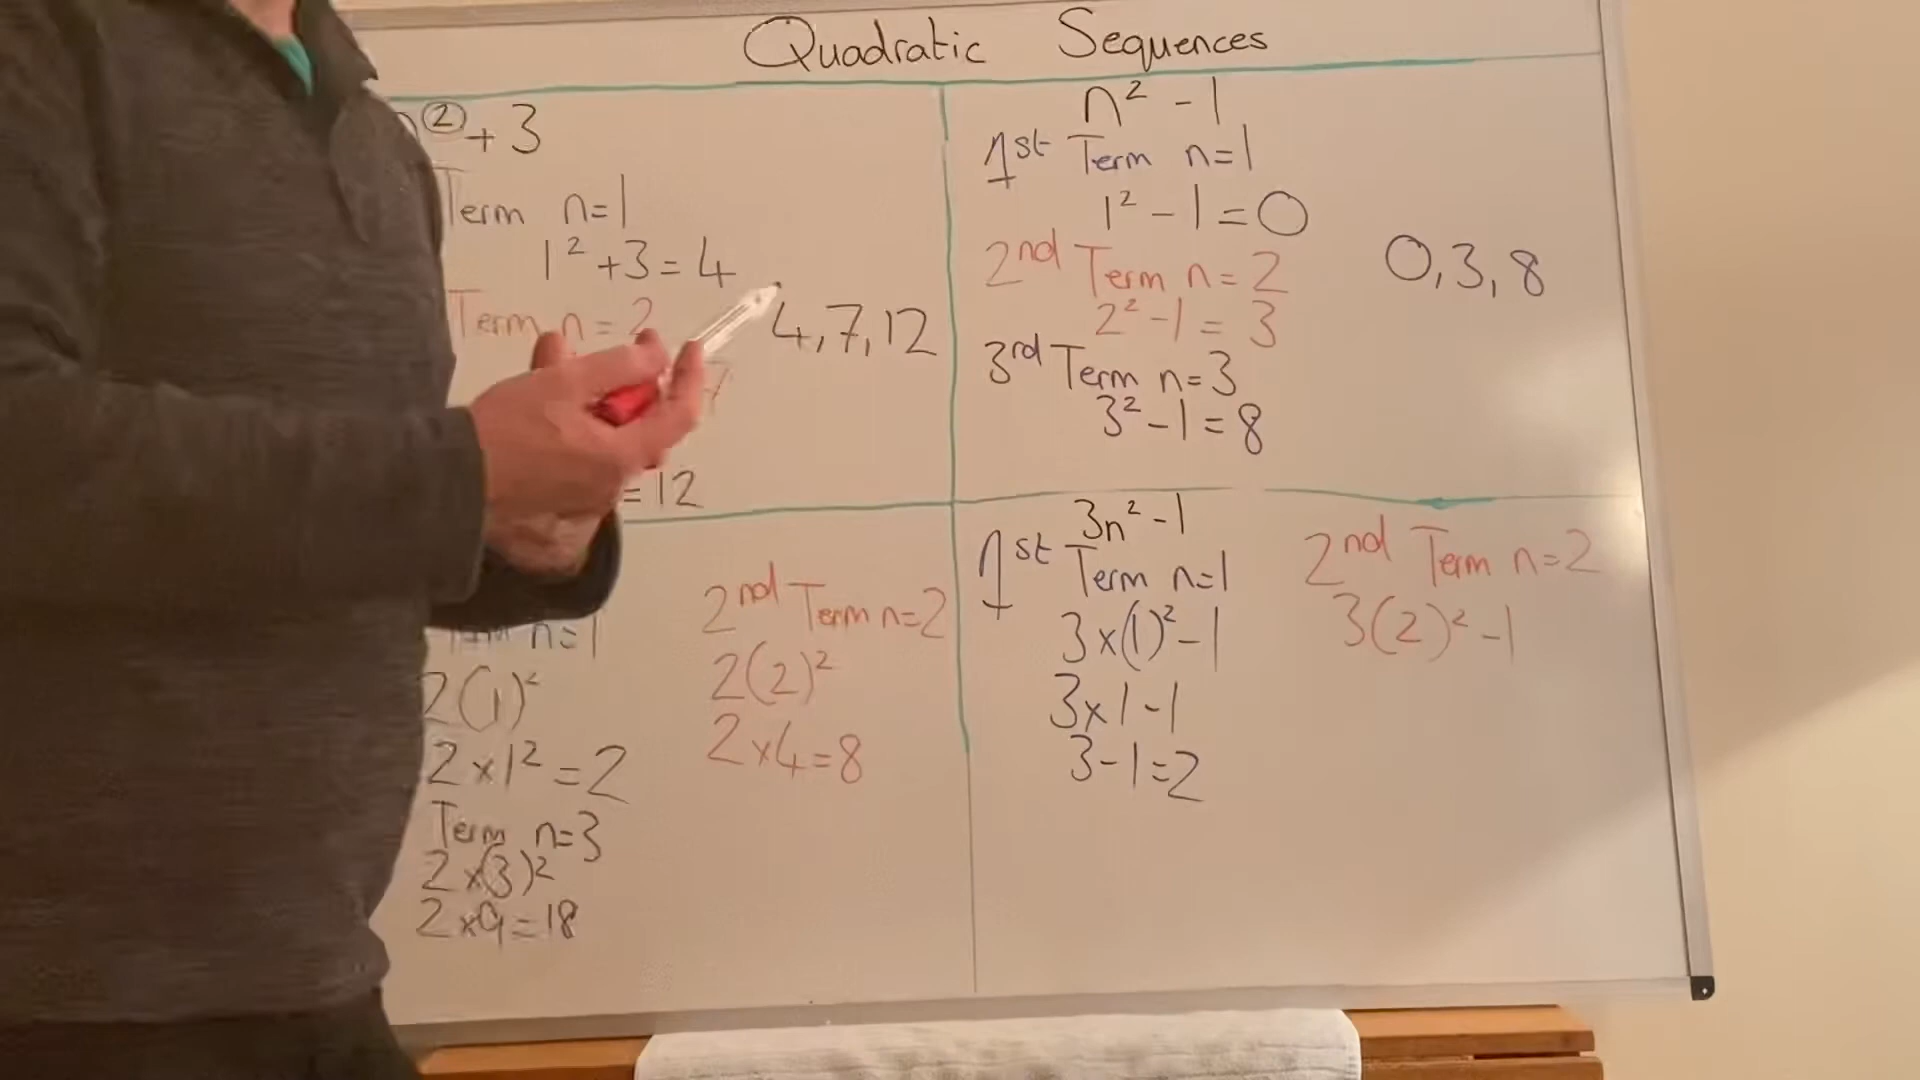 Quadratic Sequences
② + 3
Term n=1
1² + 3 = 4
Term n = 2
7
= 12
4, 7, 12
n² - 1
1st Term n=1
1² - 1 = 0
2nd Term n = 2
2² - 1 = 3
3rd Term n = 3
3² - 1 = 8
0, 3, 8
Term n=1
2(1)²
2 × 1² = 2
Term n=3
2 × (3)²
2 × 9 = 18
2nd Term n=2
2(2)²
2 × 4 = 8
3n² - 1
1st Term n=1
3 × (1)² - 1
3 × 1 - 1
3 - 1 = 2
2nd Term n=2
3(2)² - 1